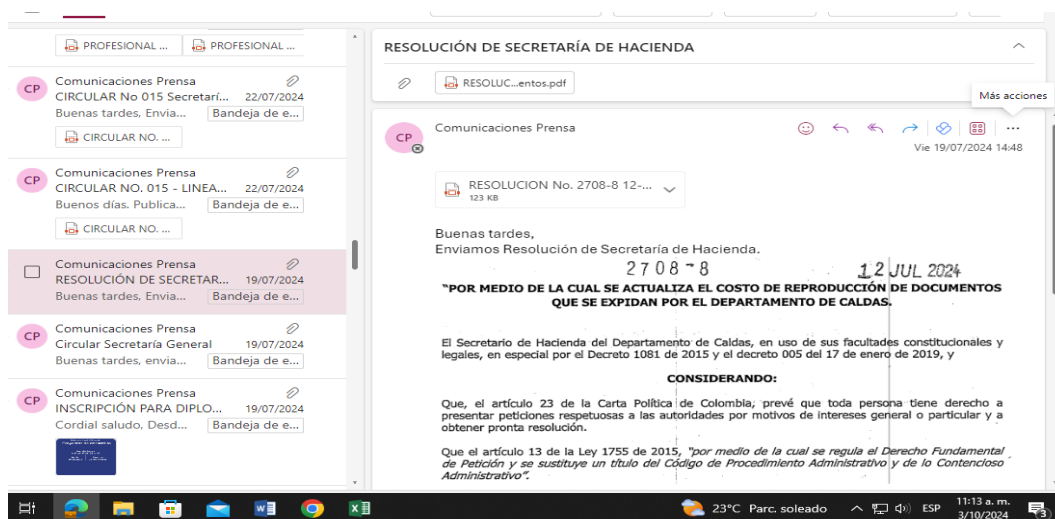 PROFESIONAL ... PROFESIONAL ...
CP
Comunicaciones Prensa
CIRCULAR No 015 Secretarí... 22/07/2024
Buenas tardes, Envia... Bandeja de e...
CIRCULAR NO. ...
CP
Comunicaciones Prensa
CIRCULAR NO. 015 - LINEA... 22/07/2024
Buenos días. Publica... Bandeja de e...
CIRCULAR NO. ...
Comunicaciones Prensa
RESOLUCIÓN DE SECRETAR... 19/07/2024
Buenas tardes, Envia... Bandeja de e...
CP
Comunicaciones Prensa
Circular Secretaría General 19/07/2024
Buenas tardes, envia... Bandeja de e...
CP
Comunicaciones Prensa
INSCRIPCIÓN PARA DIPLO... 19/07/2024
Cordial saludo, Desd... Bandeja de e...
RESOLUCIÓN DE SECRETARÍA DE HACIENDA
RESOLUC...entos.pdf
Más acciones
CP
Comunicaciones Prensa
Vie 19/07/2024 14:48
RESOLUCION No. 2708-8 12-...
123 KB
Buenas tardes,
Enviamos Resolución de Secretaría de Hacienda.
2708-8 12 JUL 2024
"POR MEDIO DE LA CUAL SE ACTUALIZA EL COSTO DE REPRODUCCIÓN DE DOCUMENTOS
QUE SE EXPIDAN POR EL DEPARTAMENTO DE CALDAS.
El Secretario de Hacienda del Departamento de Caldas, en uso de sus facultades constitucionales y
legales, en especial por el Decreto 1081 de 2015 y el decreto 005 del 17 de enero de 2019, y
CONSIDERANDO:
Que, el artículo 23 de la Carta Política de Colombia, prevé que toda persona tiene derecho a
presentar peticiones respetuosas a las autoridades por motivos de intereses general o particular y a
obtener pronta resolución.
Que el artículo 13 de la Ley 1755 de 2015, "por medio de la cual se regula el Derecho Fundamental
de Petición y se sustituye un título del Código de Procedimiento Administrativo y de lo Contencioso
Administrativo".
23°C Parc. soleado ESP 11:13 a. m.
3/10/2024
3